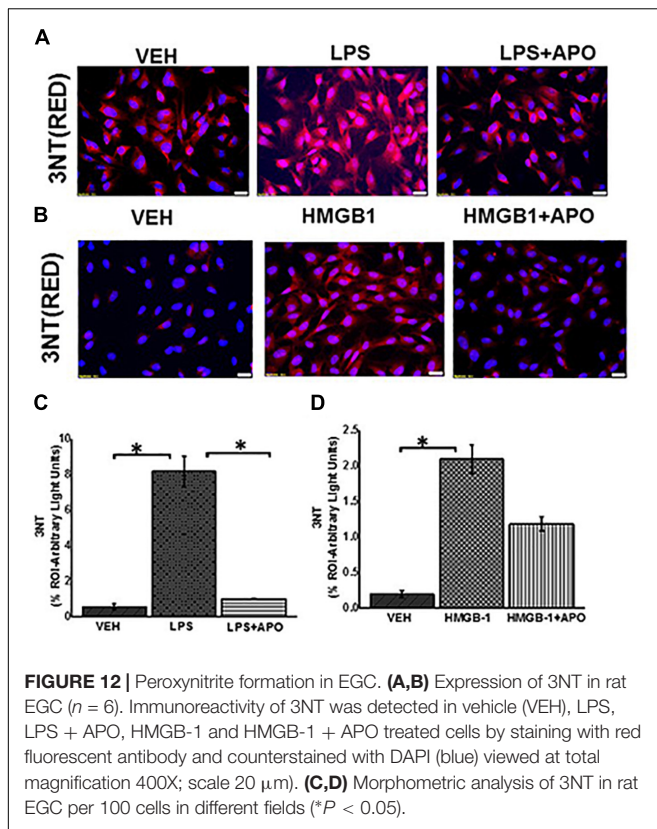 A
VEH
LPS
LPS+APO
3NT(RED)
B
VEH
HMGB1
HMGB1+APO
3NT(RED)
C
D
3NT
(% ROI-Arbitrary Light Units)
10
8
6
4
2
0
*
*
VEH
LPS
LPS+APO
3NT
(% ROI-Arbitrary Light Units)
2.5
2.0
1.5
1.0
0.5
0.0
*
VEH
HMGB-1
HMGB-1+APO
FIGURE 12 | Peroxynitrite formation in EGC. (A,B) Expression of 3NT in rat
EGC (n = 6). Immunoreactivity of 3NT was detected in vehicle (VEH), LPS,
LPS + APO, HMGB-1 and HMGB-1 + APO treated cells by staining with red
fluorescent antibody and counterstained with DAPI (blue) viewed at total
magnification 400X; scale 20 μm). (C,D) Morphometric analysis of 3NT in rat
EGC per 100 cells in different fields (*P < 0.05).